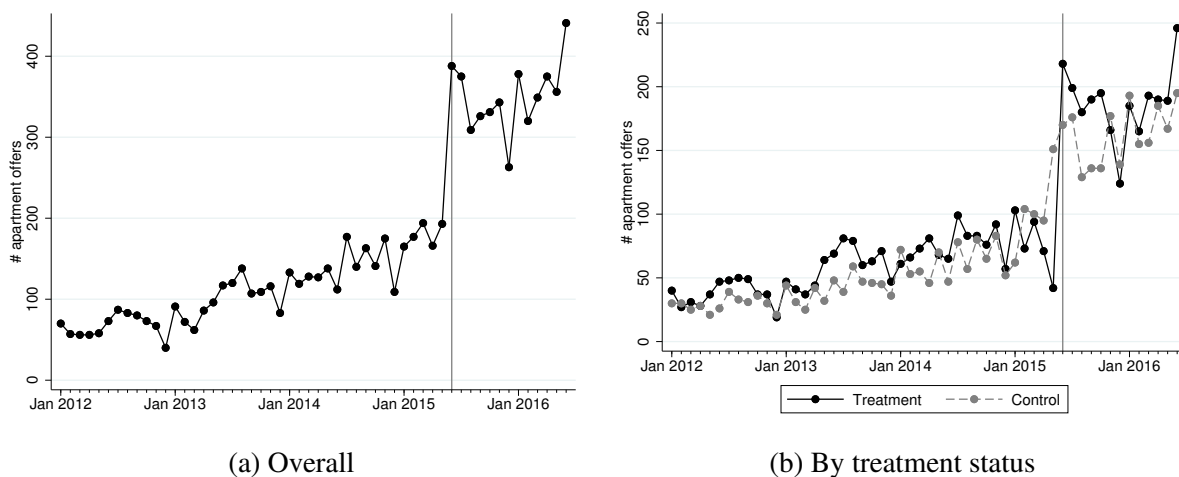 # apartment offers
400
300
200
100
0
Jan 2012 Jan 2013 Jan 2014 Jan 2015 Jan 2016
(a) Overall
# apartment offers
250
200
150
100
50
0
Jan 2012 Jan 2013 Jan 2014 Jan 2015 Jan 2016
Treatment Control
(b) By treatment status